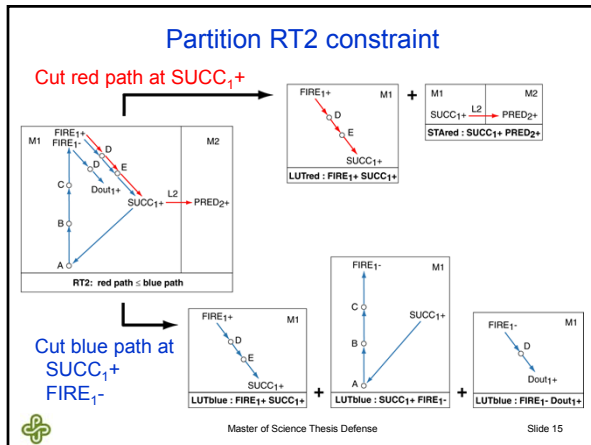 Partition RT2 constraint
Cut red path at SUCC₁+
FIRE₁+
M1
D
E
SUCC₁+
LUTred : FIRE₁+ SUCC₁+
+
M1
M2
SUCC₁+ L2 PRED₂+
STAred : SUCC₁+ PRED₂+
M1
FIRE₁+
FIRE₁-
M2
D
D
E
C
Dout₁+
L2
SUCC₁+
PRED₂+
B
A
RT2: red path ≤ blue path
Cut blue path at
SUCC₁+
FIRE₁-
FIRE₁+
M1
D
E
SUCC₁+
LUTblue : FIRE₁+ SUCC₁+
+
FIRE₁-
M1
C
SUCC₁+
B
A
LUTblue : SUCC₁+ FIRE₁-
+
FIRE₁-
M1
D
Dout₁+
LUTblue : FIRE₁- Dout₁+
Master of Science Thesis Defense
Slide 15